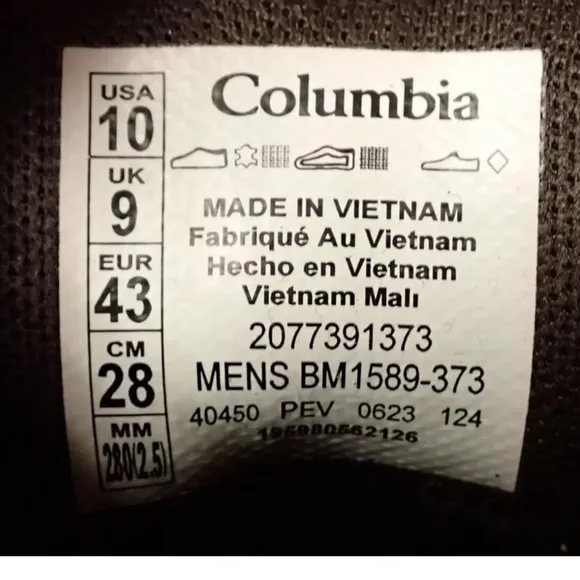 USA
10
UK
9
EUR
43
CM
28
MM
280(2.5)
Columbia
MADE IN VIETNAM
Fabriqué Au Vietnam
Hecho en Vietnam
Vietnam Malı
2077391373
MENS BM1589-373
40450 PEV 0623 124
195980562126